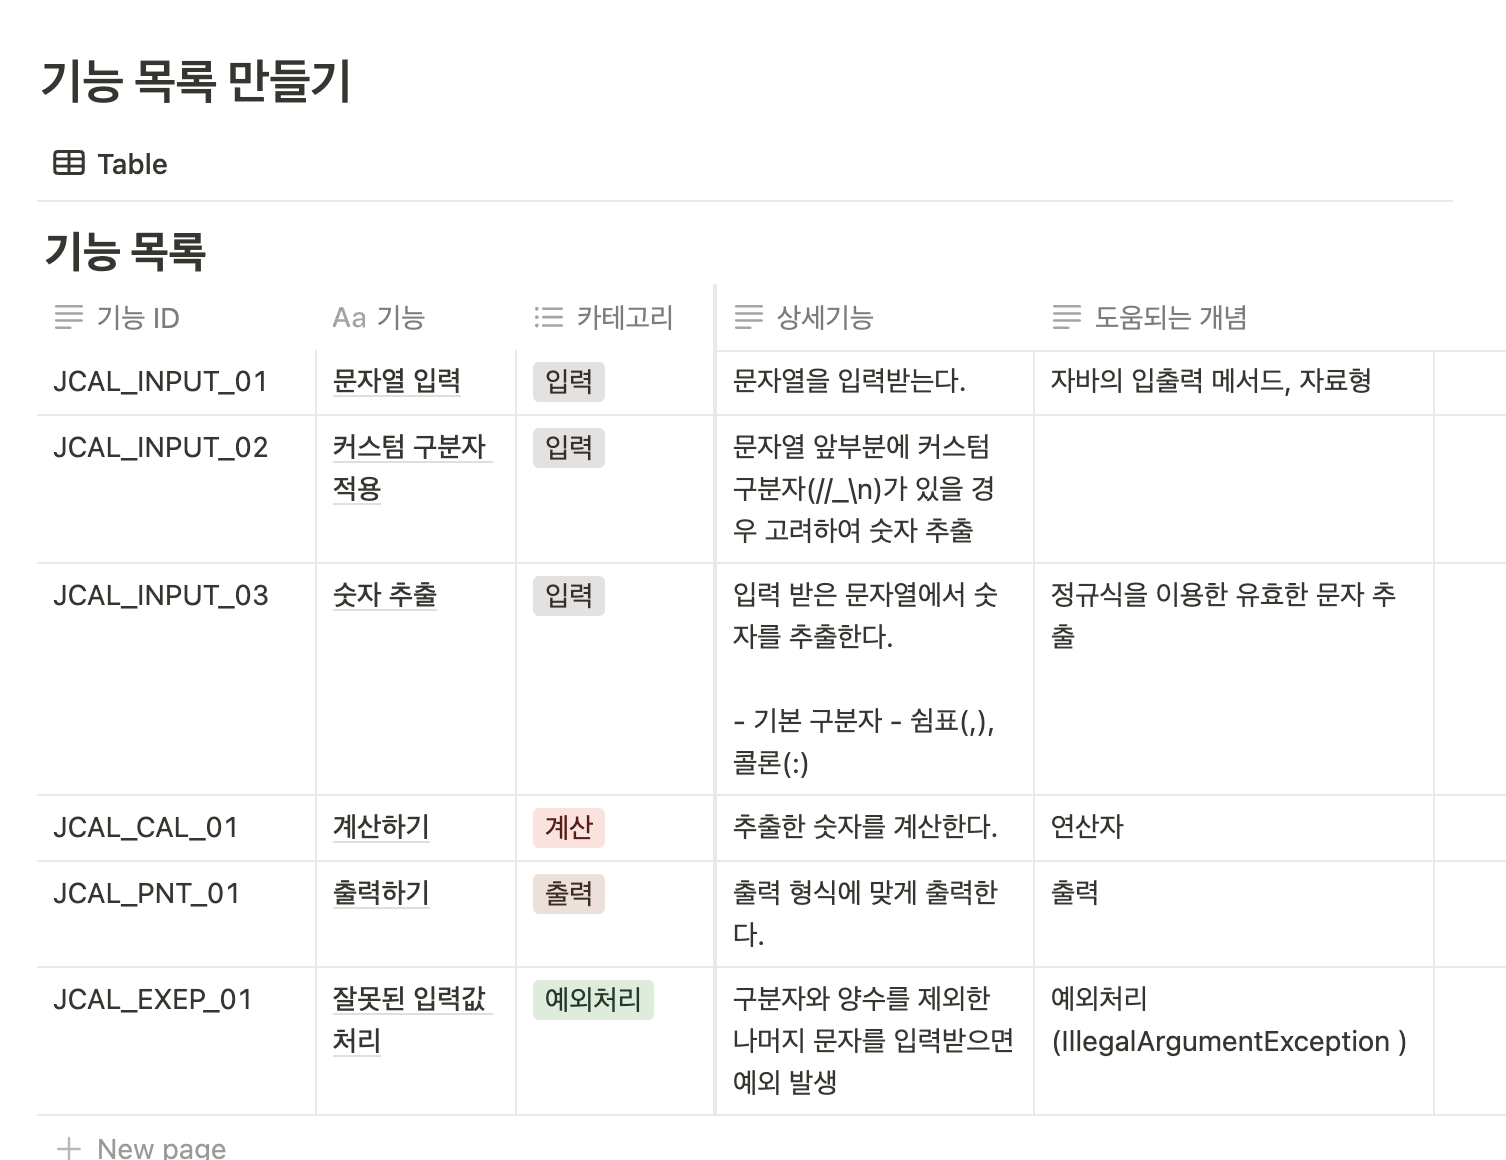 기능 목록 만들기
Table
기능 목록
기능 ID
Aa 기능
카테고리
상세기능
도움되는 개념
JCAL_INPUT_01
문자열 입력
입력
문자열을 입력받는다.
자바의 입출력 메서드, 자료형
JCAL_INPUT_02
커스텀 구분자
적용
입력
문자열 앞부분에 커스텀
구분자(//_\n)가 있을 경
우 고려하여 숫자 추출
JCAL_INPUT_03
숫자 추출
입력
입력 받은 문자열에서 숫
자를 추출한다.
- 기본 구분자 - 쉼표(,),
콜론(:)
정규식을 이용한 유효한 문자 추
출
JCAL_CAL_01
계산하기
계산
추출한 숫자를 계산한다.
연산자
JCAL_PNT_01
출력하기
출력
출력 형식에 맞게 출력한
다.
출력
JCAL_EXEP_01
잘못된 입력값
처리
예외처리
구분자와 양수를 제외한
나머지 문자를 입력받으면
예외 발생
예외처리
(IllegalArgumentException )
New page